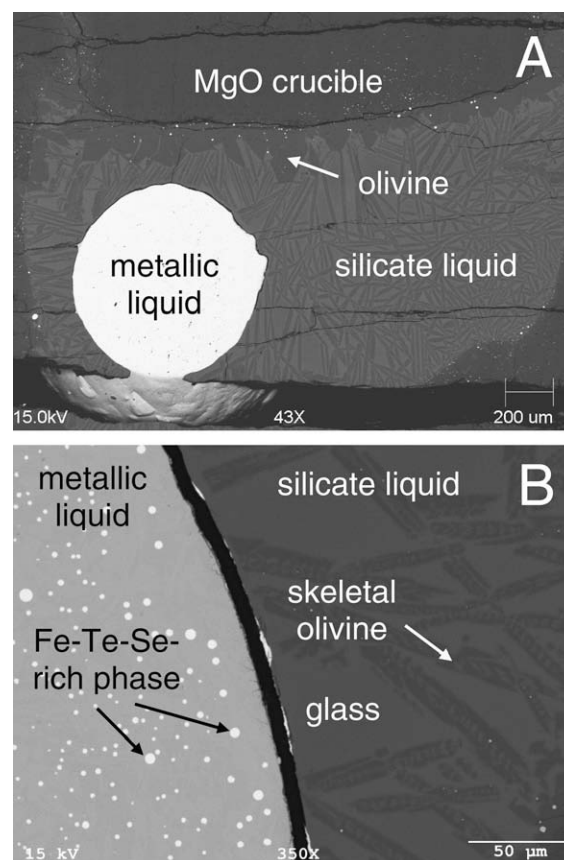 A
MgO crucible
olivine
metallic
liquid
silicate liquid
15.0kV 43X 200 um
metallic
liquid
silicate liquid
B
skeletal
olivine
Fe-Te-Se-
rich phase
glass
15 kV 350X 50 µm